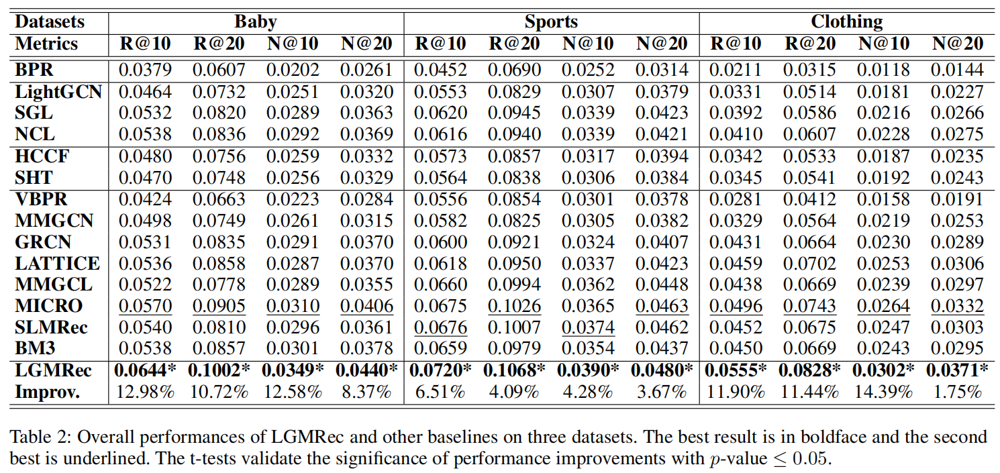 Datasets Baby Sports Clothing
Metrics R@10 R@20 N@10 N@20 R@10 R@20 N@10 N@20 R@10 R@20 N@10 N@20
BPR 0.0379 0.0607 0.0202 0.0261 0.0452 0.0690 0.0252 0.0314 0.0211 0.0315 0.0118 0.0144
LightGCN 0.0464 0.0732 0.0251 0.0320 0.0553 0.0829 0.0307 0.0379 0.0331 0.0514 0.0181 0.0227
SGL 0.0532 0.0820 0.0289 0.0363 0.0620 0.0945 0.0339 0.0423 0.0392 0.0586 0.0216 0.0266
NCL 0.0538 0.0836 0.0292 0.0369 0.0616 0.0940 0.0339 0.0421 0.0410 0.0607 0.0228 0.0275
HCCF 0.0480 0.0756 0.0259 0.0332 0.0573 0.0857 0.0317 0.0394 0.0342 0.0533 0.0187 0.0235
SHT 0.0470 0.0748 0.0256 0.0329 0.0564 0.0838 0.0306 0.0384 0.0345 0.0541 0.0192 0.0243
VBPR 0.0424 0.0663 0.0223 0.0284 0.0556 0.0854 0.0301 0.0378 0.0281 0.0412 0.0158 0.0191
MMGCN 0.0498 0.0749 0.0261 0.0315 0.0582 0.0825 0.0305 0.0382 0.0329 0.0564 0.0219 0.0253
GRCN 0.0531 0.0835 0.0291 0.0370 0.0600 0.0921 0.0324 0.0407 0.0431 0.0664 0.0230 0.0289
LATTICE 0.0536 0.0858 0.0287 0.0370 0.0618 0.0950 0.0337 0.0423 0.0459 0.0702 0.0253 0.0306
MMGCL 0.0522 0.0778 0.0289 0.0355 0.0660 0.0994 0.0362 0.0448 0.0438 0.0669 0.0239 0.0297
MICRO 0.0570 0.0905 0.0310 0.0406 0.0675 0.1026 0.0365 0.0463 0.0496 0.0743 0.0264 0.0332
SLMRec 0.0540 0.0810 0.0296 0.0361 0.0676 0.1007 0.0374 0.0462 0.0452 0.0675 0.0247 0.0303
BM3 0.0538 0.0857 0.0301 0.0378 0.0659 0.0979 0.0354 0.0437 0.0450 0.0669 0.0243 0.0295
LGMRec 0.0644* 0.1002* 0.0349* 0.0440* 0.0720* 0.1068* 0.0390* 0.0480* 0.0555* 0.0828* 0.0302* 0.0371*
Improv. 12.98% 10.72% 12.58% 8.37% 6.51% 4.09% 4.28% 3.67% 11.90% 11.44% 14.39% 1.75%
Table 2: Overall performances of LGMRec and other baselines on three datasets. The best result is in boldface and the second
best is underlined. The t-tests validate the significance of performance improvements with p-value ≤ 0.05.